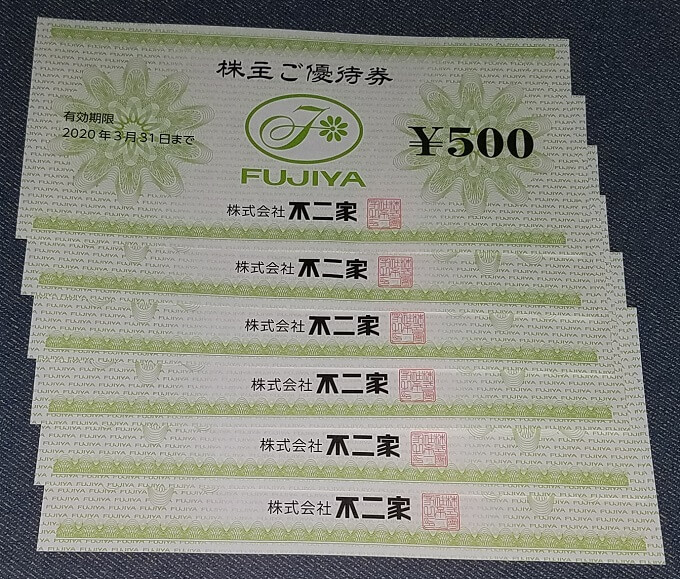 株主ご優待券
有効期限
2020年3月31日まで
¥500
FUJIYA
株式会社 不二家
株式会社 不二家
株式会社 不二家
株式会社 不二家
株式会社 不二家
株式会社 不二家